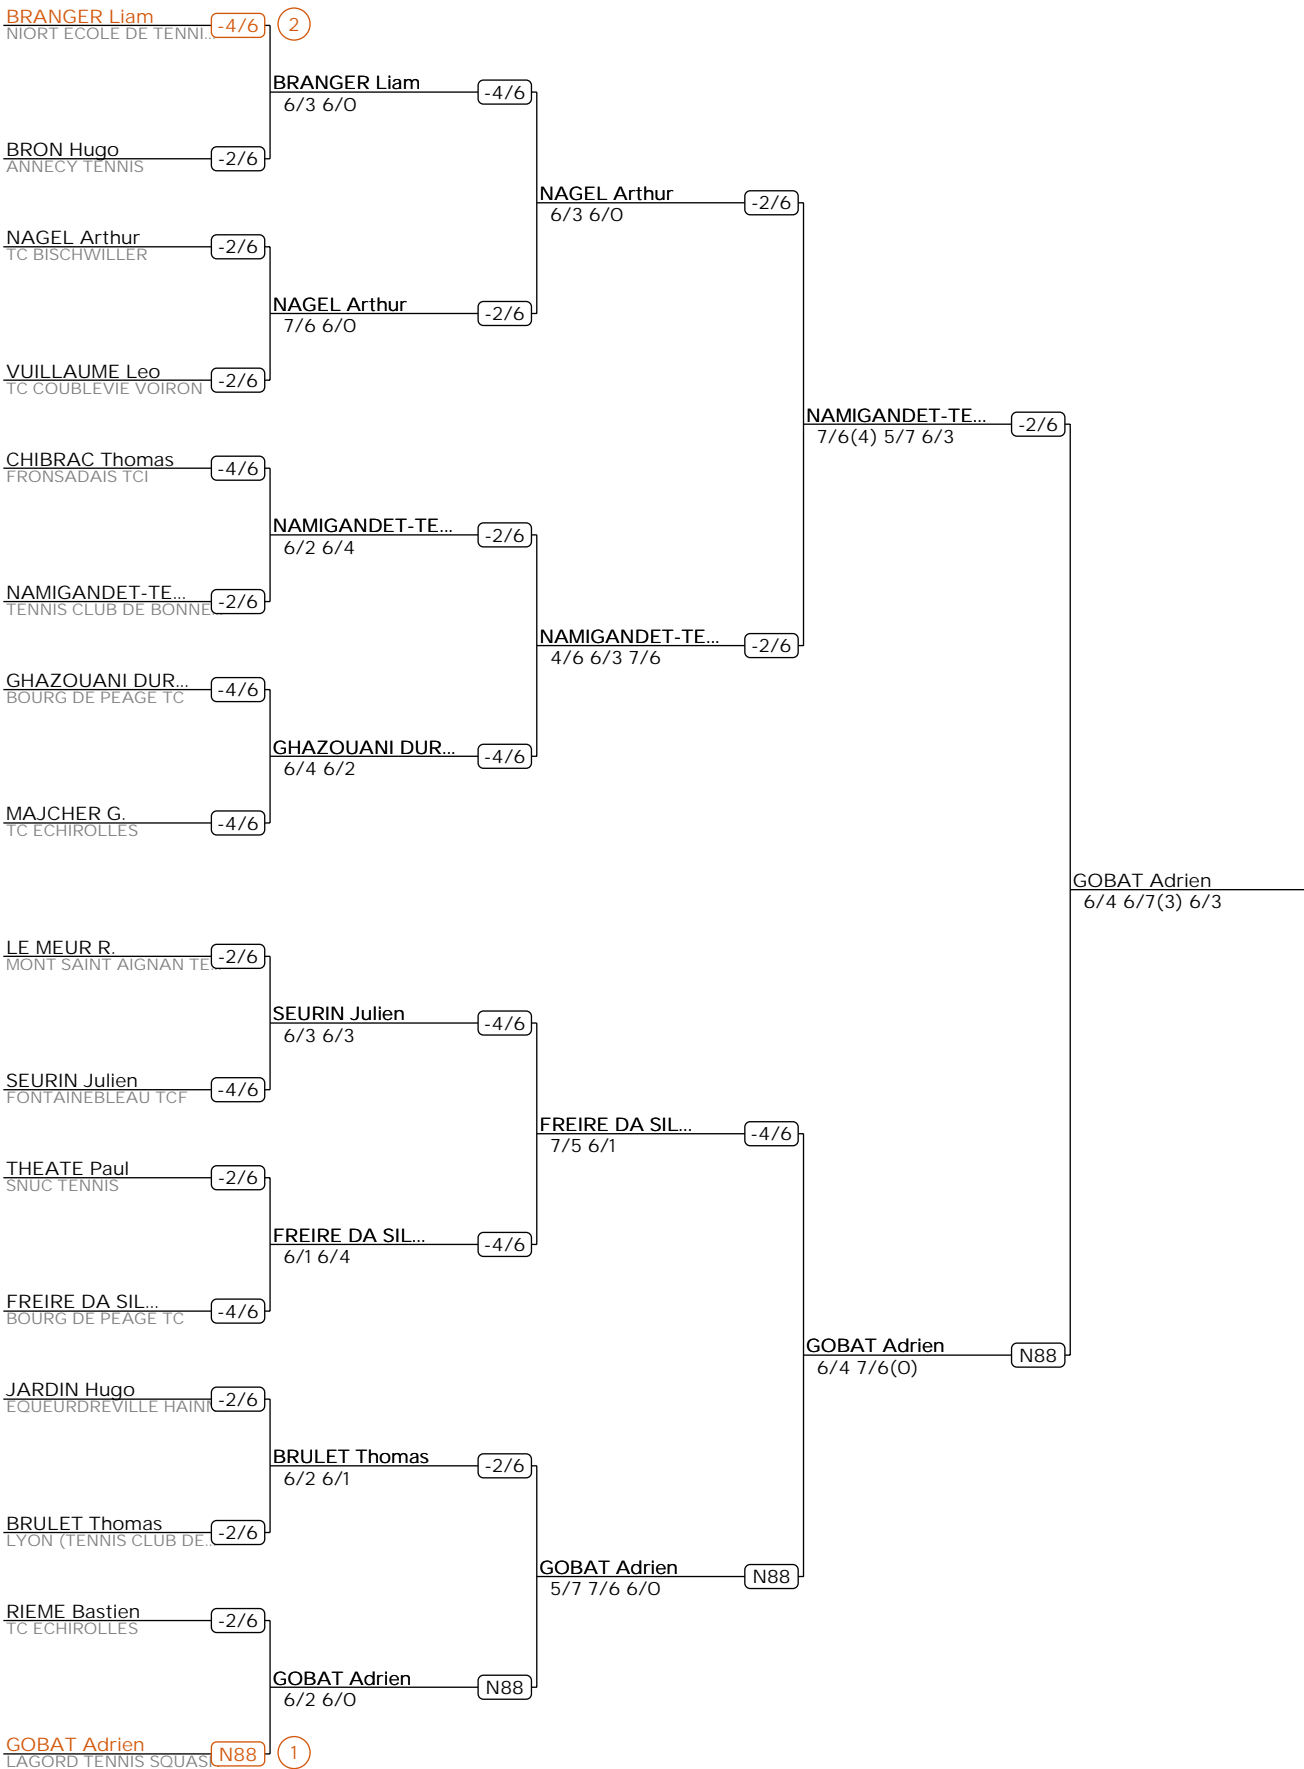 BRANGER Liam
NIORT ECOLE DE TENNI...
-4/6
2
BRANGER Liam
6/3 6/0
-4/6
BRON Hugo
ANNECY TENNIS
-2/6
NAGEL Arthur
6/3 6/0
-2/6
NAGEL Arthur
TC BISCHWILLER
-2/6
NAGEL Arthur
7/6 6/0
-2/6
VUILLAUME Leo
TC COUBLEVIE VOIRON
-2/6
NAMIGANDET-TE...
7/6(4) 5/7 6/3
-2/6
CHIBRAC Thomas
FRONSADAIS TCI
-4/6
NAMIGANDET-TE...
6/2 6/4
-2/6
NAMIGANDET-TE...
TENNIS CLUB DE BONNE...
-2/6
NAMIGANDET-TE...
4/6 6/3 7/6
-2/6
GHAZOUANI DUR...
BOURG DE PEAGE TC
-4/6
GHAZOUANI DUR...
6/4 6/2
-4/6
MAJCHER G.
TC ECHIROLLES
-4/6
GOBAT Adrien
6/4 6/7(3) 6/3
LE MEUR R.
MONT SAINT AIGNAN TE...
-2/6
SEURIN Julien
6/3 6/3
-4/6
SEURIN Julien
FONTAINEBLEAU TCF
-4/6
FREIRE DA SIL...
7/5 6/1
-4/6
THEATE Paul
SNUC TENNIS
-2/6
FREIRE DA SIL...
6/1 6/4
-4/6
FREIRE DA SIL...
BOURG DE PEAGE TC
-4/6
GOBAT Adrien
6/4 7/6(0)
N88
JARDIN Hugo
EQUEURDREVILLE HAINN
-2/6
BRULET Thomas
6/2 6/1
-2/6
BRULET Thomas
LYON (TENNIS CLUB DE...
-2/6
GOBAT Adrien
5/7 7/6 6/0
N88
RIEME Bastien
TC ECHIROLLES
-2/6
GOBAT Adrien
6/2 6/0
N88
GOBAT Adrien
LAGORD TENNIS SQUASH
N88
1